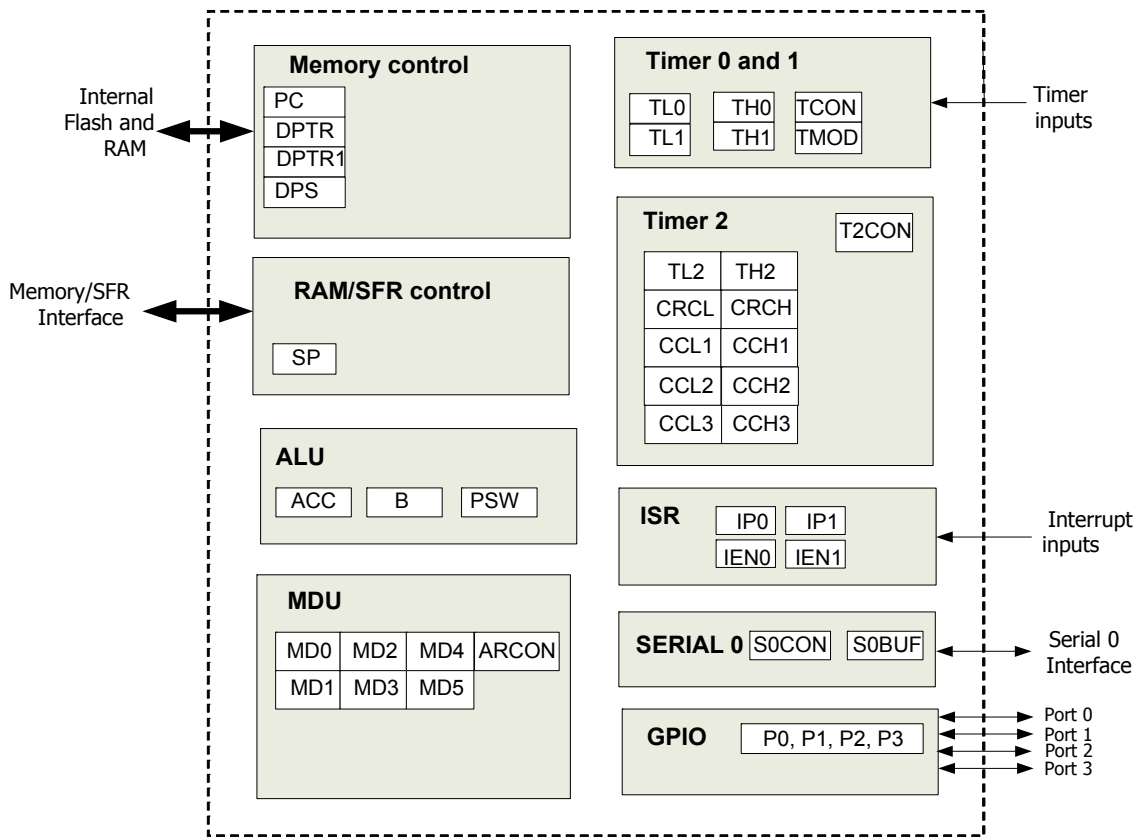 Memory control
PC
DPTR
DPTR1
DPS
Internal
Flash and
RAM
RAM/SFR control
SP
Memory/SFR
Interface
ALU
ACC B PSW
MDU
MD0 MD2 MD4 ARCON
MD1 MD3 MD5
Timer 0 and 1
TL0 TH0 TCON
TL1 TH1 TMOD
Timer
inputs
Timer 2
T2CON
TL2 TH2
CRCL CRCH
CCL1 CCH1
CCL2 CCH2
CCL3 CCH3
ISR
IP0 IP1
IEN0 IEN1
Interrupt
inputs
SERIAL 0 S0CON S0BUF
Serial 0
Interface
GPIO P0, P1, P2, P3
Port 0
Port 1
Port 2
Port 3